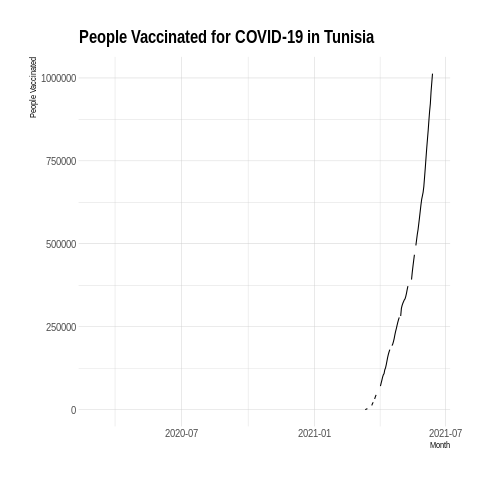 People Vaccinated for COVID-19 in Tunisia
People Vaccinated
1000000
750000
500000
250000
0
2020-07
2021-01
2021-07
Month